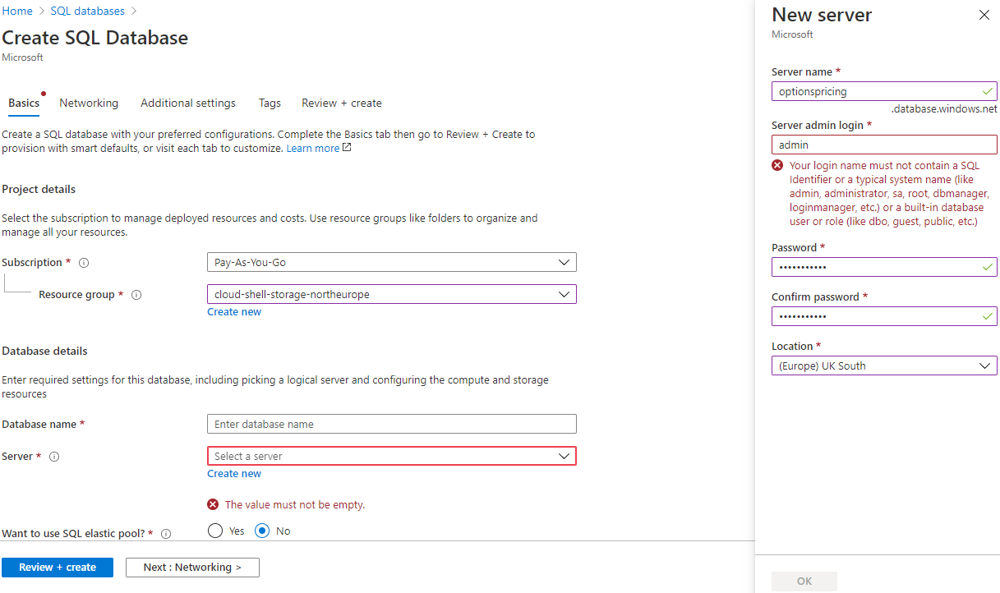 Home > SQL databases >
Create SQL Database
Microsoft
Basics Networking Additional settings Tags Review + create
Create a SQL database with your preferred configurations. Complete the Basics tab then go to Review + Create to
provision with smart defaults, or visit each tab to customize. Learn more
Project details
Select the subscription to manage deployed resources and costs. Use resource groups like folders to organize and
manage all your resources.
Subscription *
Pay-As-You-Go
Resource group *
cloud-shell-storage-northeurope
Create new
Database details
Enter required settings for this database, including picking a logical server and configuring the compute and storage
resources
Database name *
Enter database name
Server *
Select a server
Create new
The value must not be empty.
Want to use SQL elastic pool? *
Yes No
Review + create
Next : Networking >
New server
Microsoft
Server name *
optionspricing
.database.windows.net
Server admin login *
admin
Your login name must not contain a SQL
Identifier or a typical system name (like
admin, administrator, sa, root, dbmanager,
loginmanager, etc.) or a built-in database
user or role (like dbo, guest, public, etc.)
Password *
•••••••••••
Confirm password *
•••••••••••
Location *
(Europe) UK South
OK